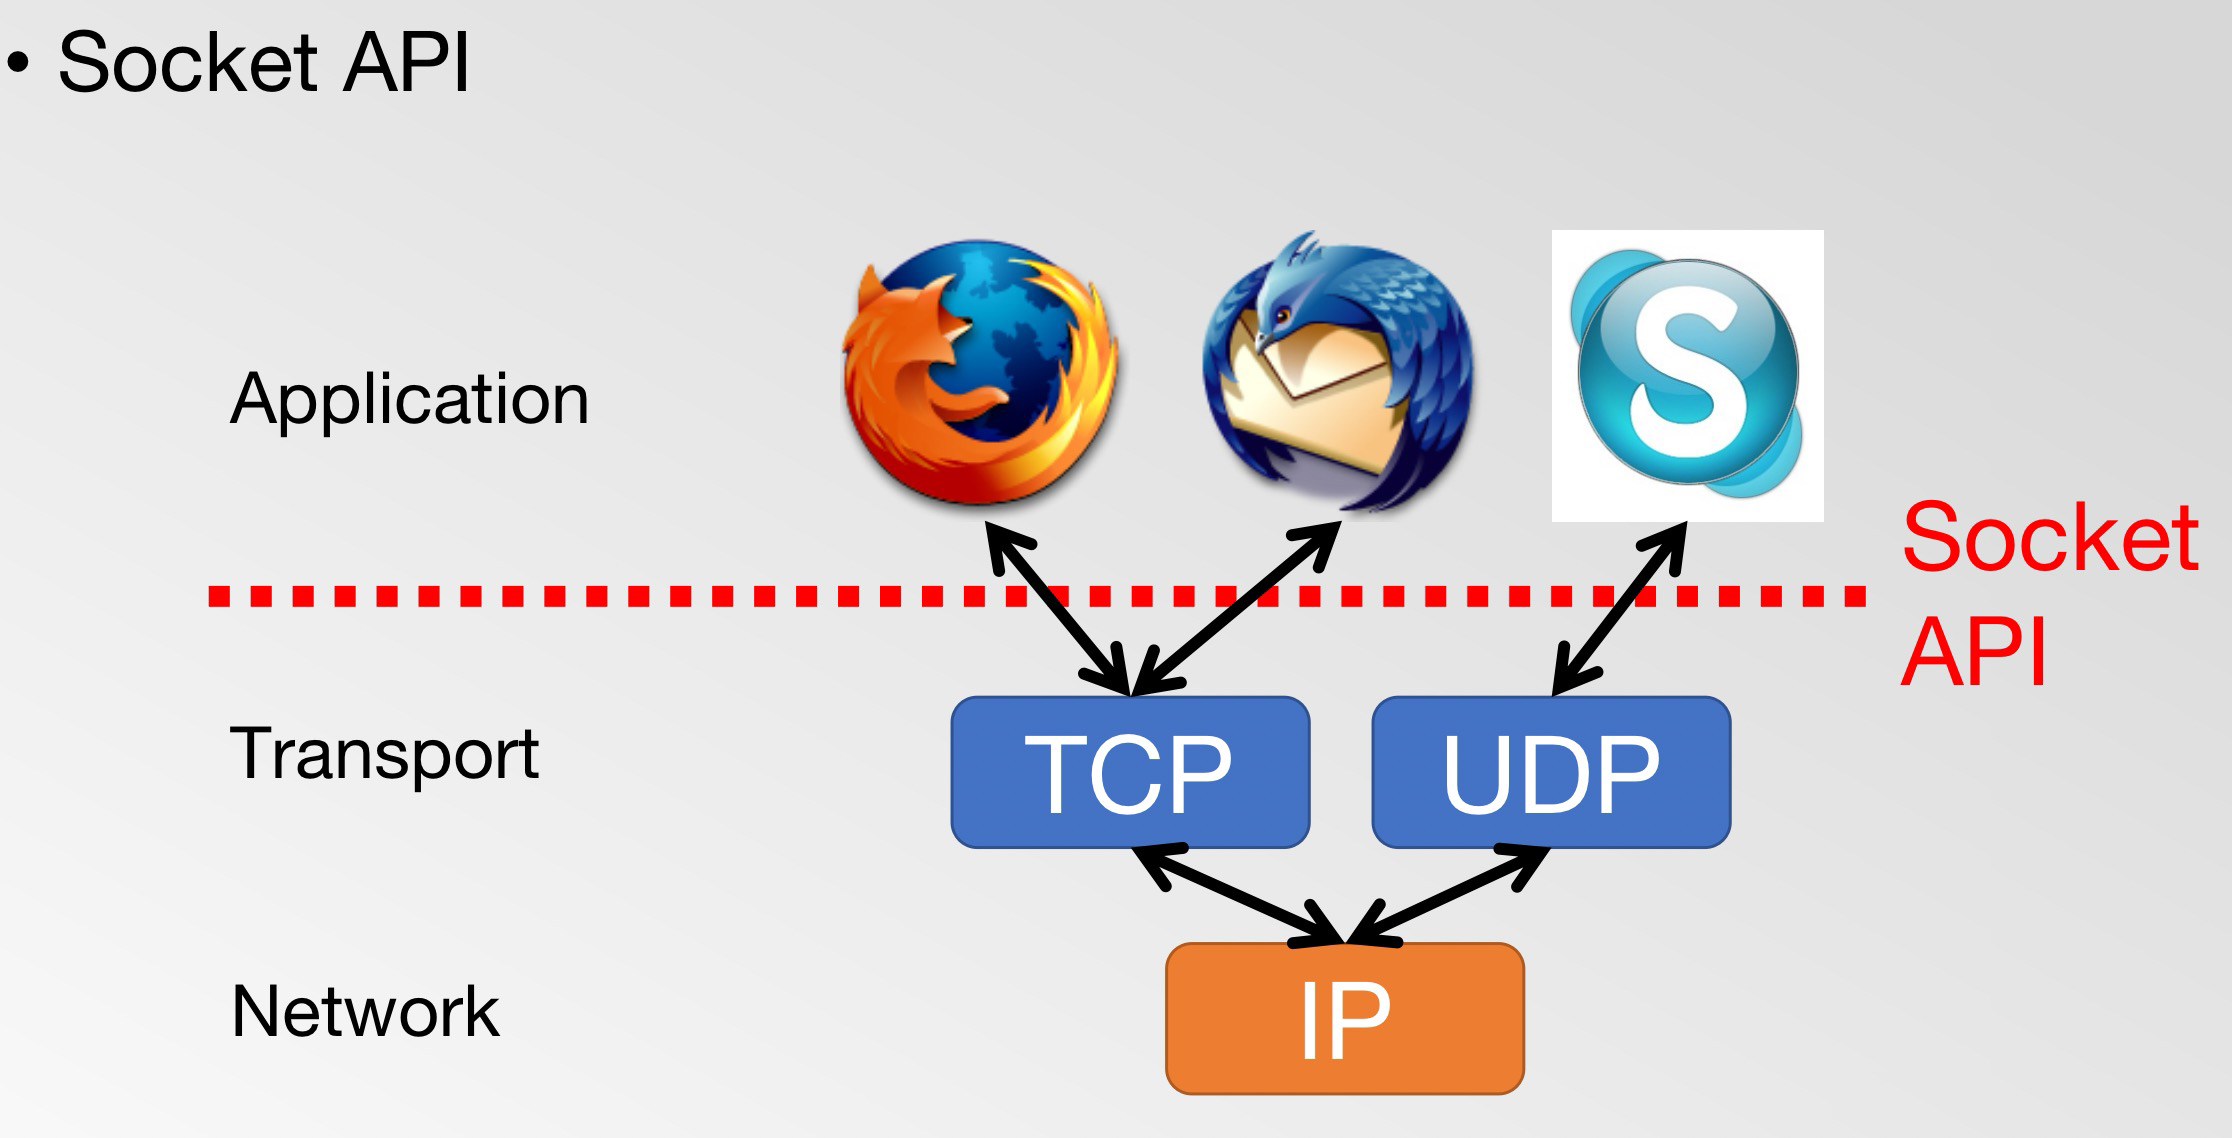 • Socket API
Application
S
Socket
API
Transport
TCP
UDP
Network
IP